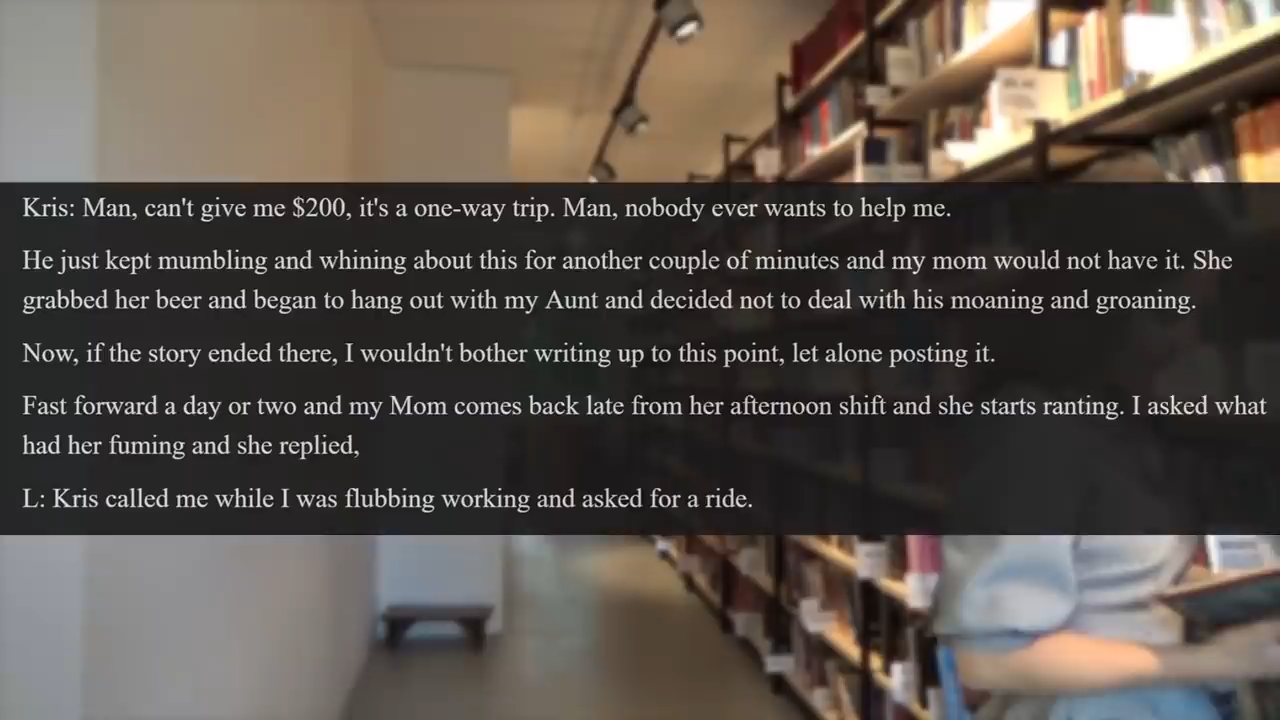 Kris: Man, can't give me $200, it's a one-way trip. Man, nobody ever wants to help me.
He just kept mumbling and whining about this for another couple of minutes and my mom would not have it. She
grabbed her beer and began to hang out with my Aunt and decided not to deal with his moaning and groaning.
Now, if the story ended there, I wouldn't bother writing up to this point, let alone posting it.
Fast forward a day or two and my Mom comes back late from her afternoon shift and she starts ranting. I asked what
had her fuming and she replied,
L: Kris called me while I was flubbing working and asked for a ride.